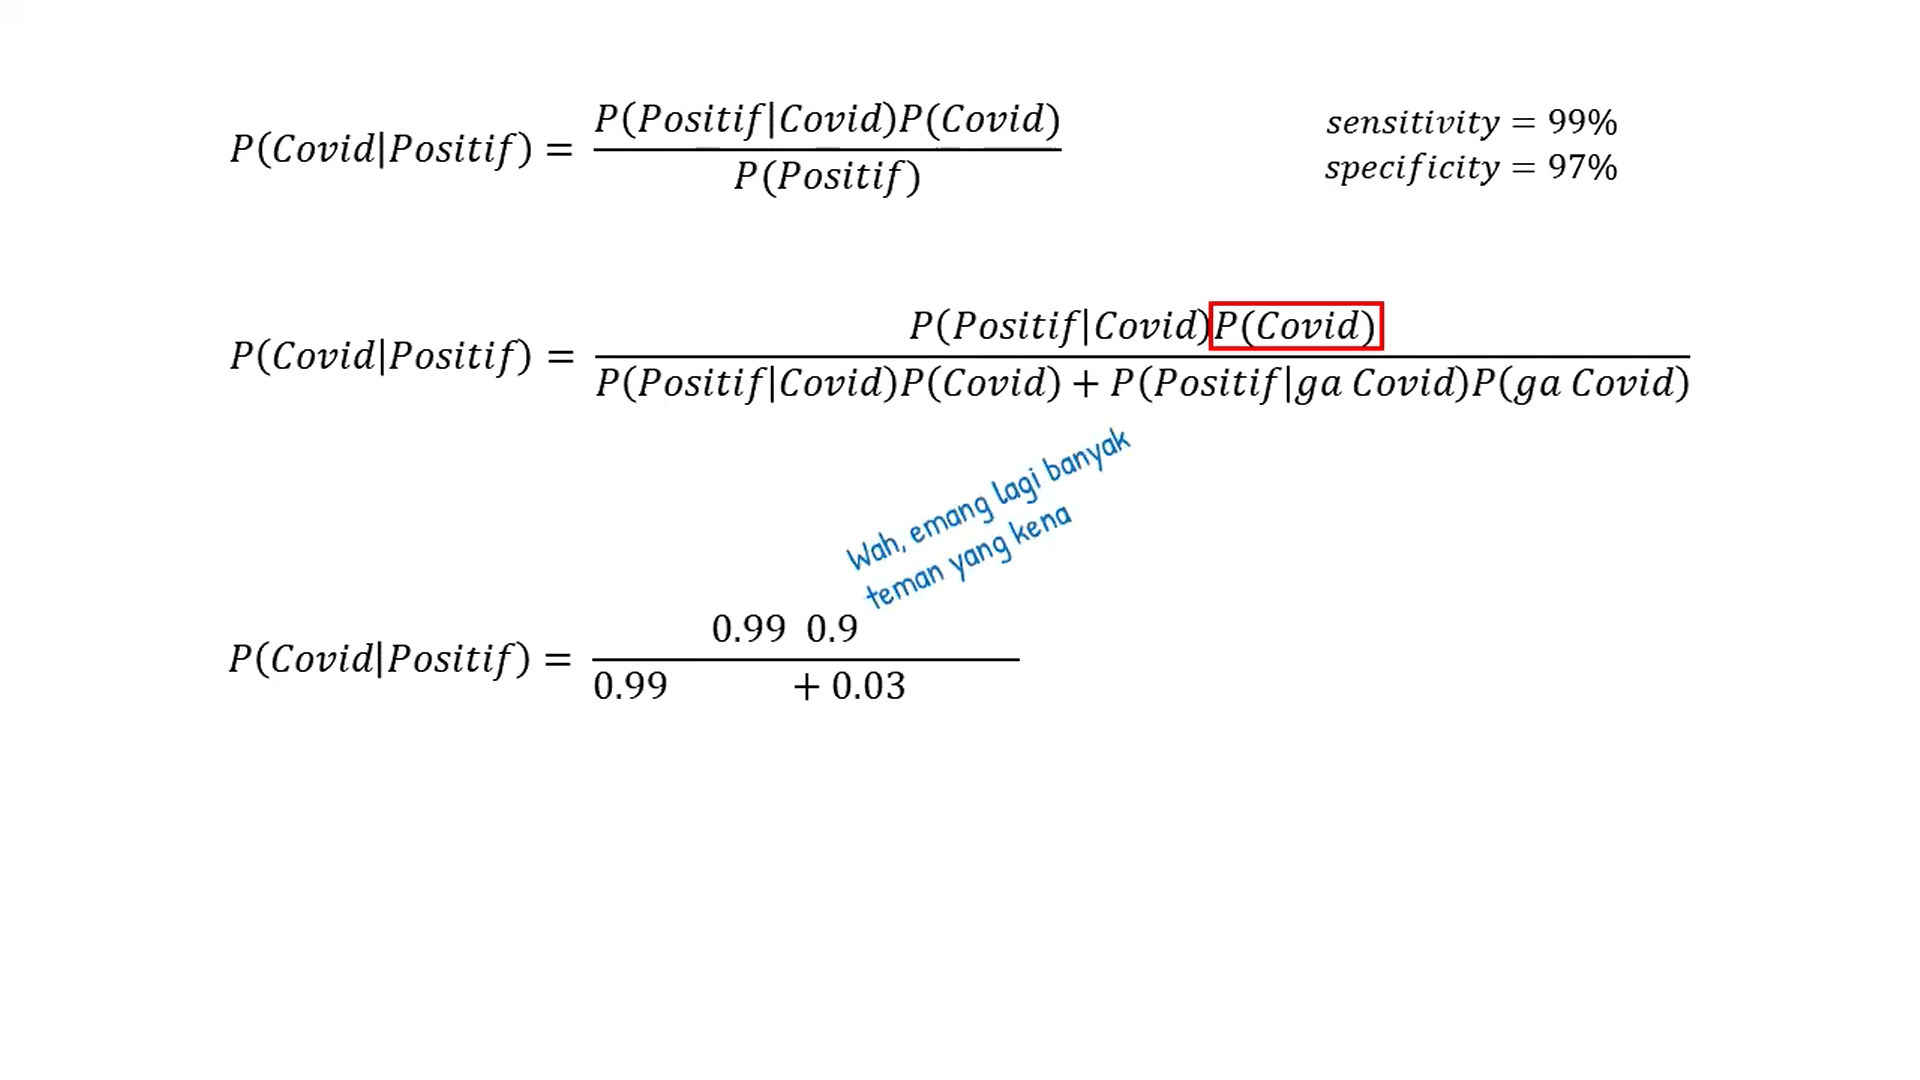 P(Covid|Positif) = P(Positif|Covid)P(Covid) / P(Positif)
sensitivity = 99%
specificity = 97%
P(Covid|Positif) = P(Positif|Covid)P(Covid) / P(Positif|Covid)P(Covid) + P(Positif|ga Covid)P(ga Covid)
Wah, emang lagi banyak
teman yang kena
P(Covid|Positif) = 0.99 0.9 / 0.99 + 0.03